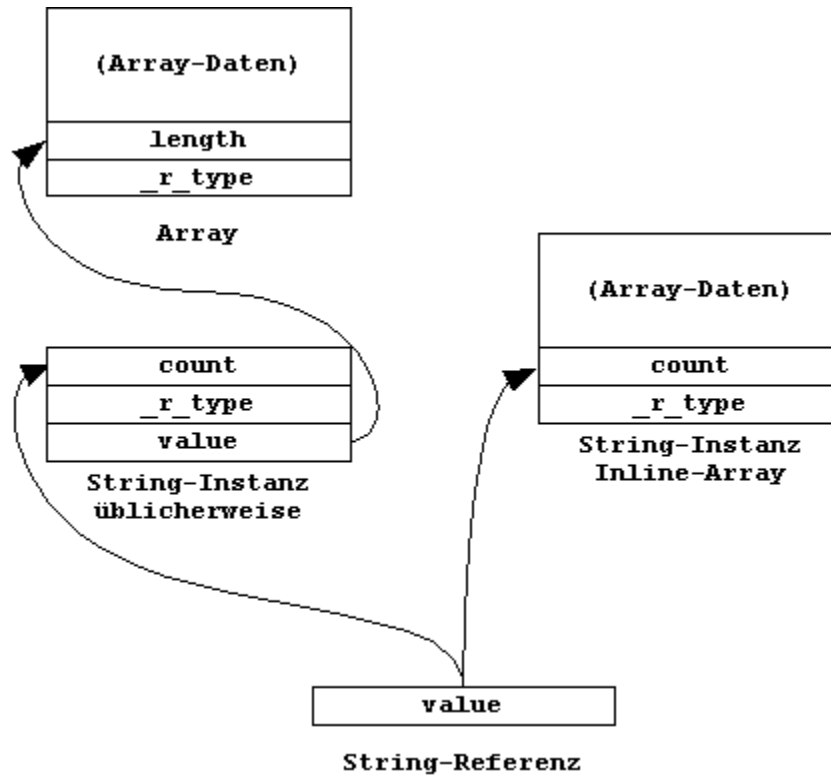 (Array-Daten)
length
_r_type
Array
(Array-Daten)
count
_r_type
String-Instanz
Inline-Array
count
_r_type
value
String-Instanz
üblicherweise
value
String-Referenz